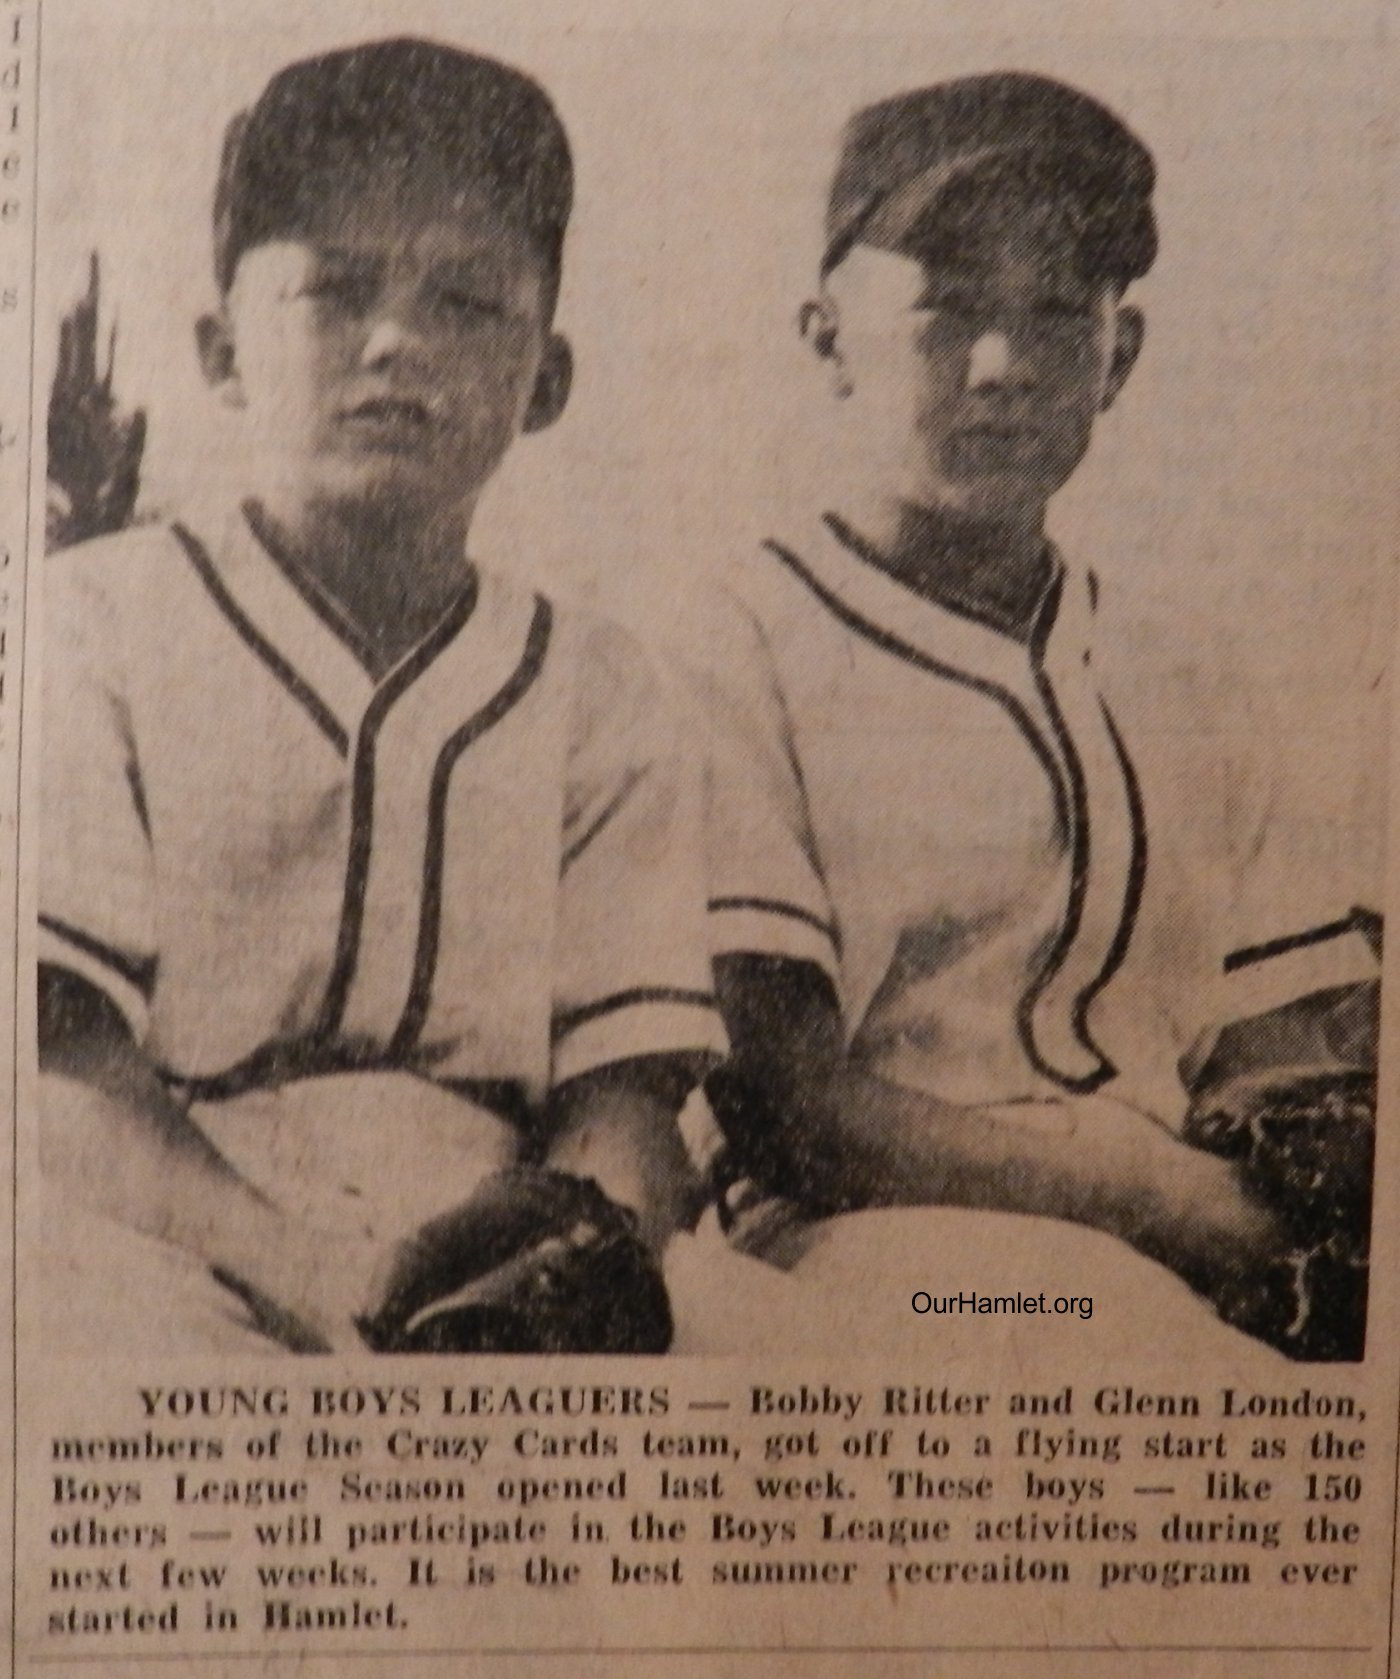 OurHamlet.org
YOUNG BOYS LEAGUERS — Bobby Ritter and Glenn London,
members of the Crazy Cards team, got off to a flying start as the
Boys League Season opened last week. These boys — like 150
others — will participate in the Boys League activities during the
next few weeks. It is the best summer recreaiton program ever
started in Hamlet.